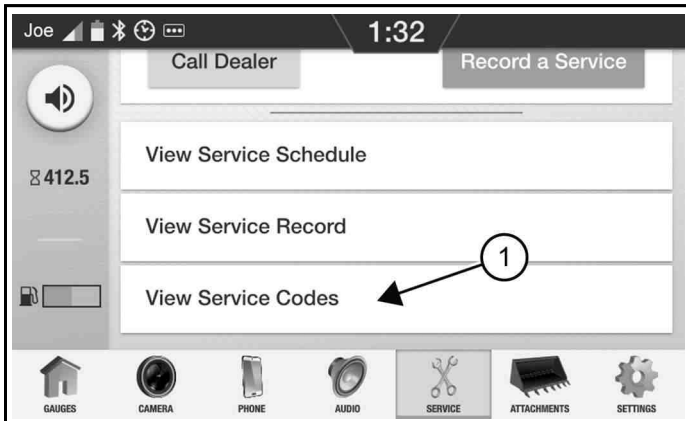 Joe 1:32
Call Dealer Record a Service
View Service Schedule
412.5
View Service Record
1
View Service Codes
GAUGES CAMERA PHONE AUDIO SERVICE ATTACHMENTS SETTINGS